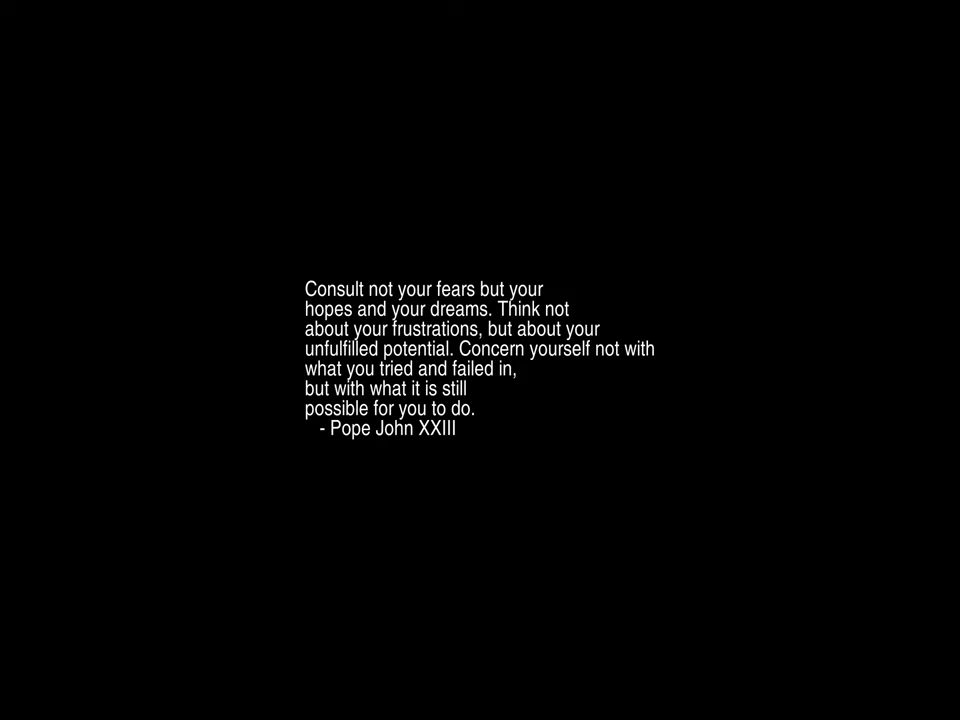 Consult not your fears but your
hopes and your dreams. Think not
about your frustrations, but about your
unfulfilled potential. Concern yourself not with
what you tried and failed in,
but with what it is still
possible for you to do.
- Pope John XXIII